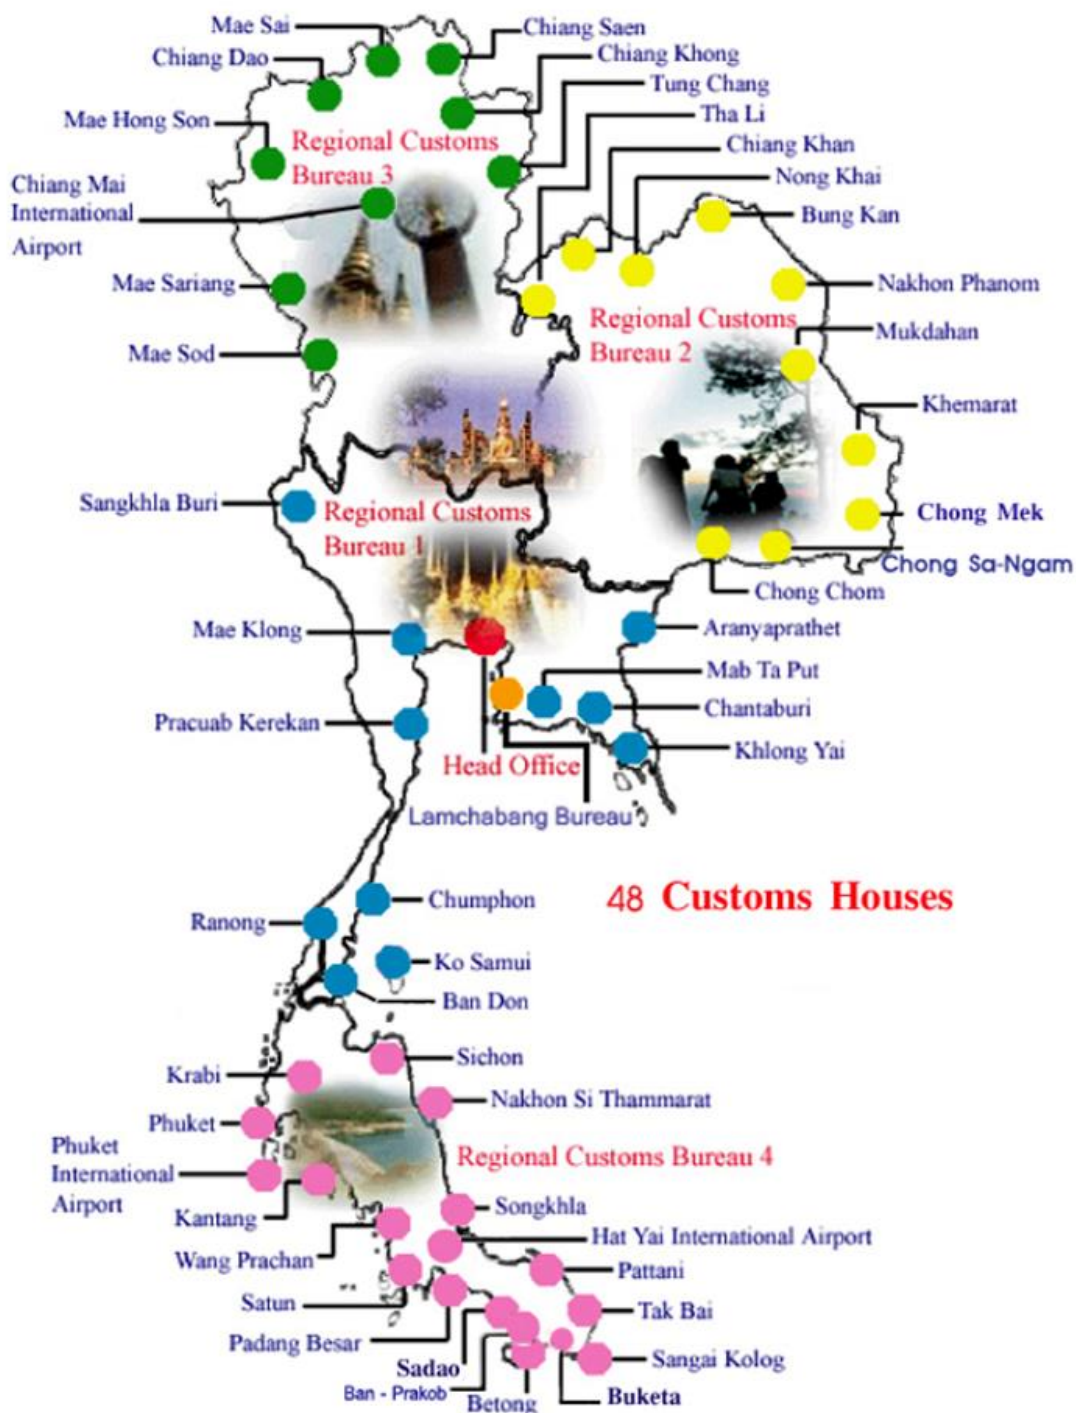 Mae Sai
Chiang Saen
Chiang Dao
Chiang Khong
Tung Chang
Tha Li
Mae Hong Son
Regional Customs
Bureau 3
Chiang Khan
Nong Khai
Chiang Mai
International
Airport
Bung Kan
Mae Sariang
Nakhon Phanom
Regional Customs
Bureau 2
Mukdahan
Mae Sod
Khemarat
Sangkhla Buri
Regional Customs
Bureau 1
Chong Mek
Chong Sa-Ngam
Chong Chom
Mae Klong
Aranyaprathet
Mab Ta Put
Chantaburi
Pracuab Kerekan
Khlong Yai
Head Office
Lamchabang Bureau
48 Customs Houses
Chumphon
Ranong
Ko Samui
Ban Don
Sichon
Krabi
Nakhon Si Thammarat
Phuket
Phuket
International
Airport
Regional Customs Bureau 4
Kantang
Songkhla
Hat Yai International Airport
Wang Prachan
Pattani
Satun
Tak Bai
Padang Besar
Sadao
Sangai Kolog
Ban - Prakob
Betong
Buketa